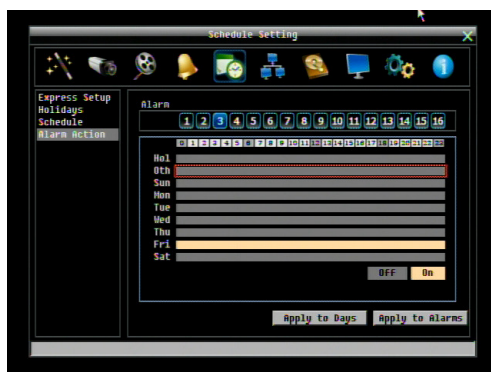 Schedule Setting
X
Express Setup
Holidays
Schedule
Alarm Action
Alarm
1 2 3 4 5 6 7 8 9 10 11 12 13 14 15 16
0 1 2 3 4 5 6 7 8 9 10 11 12 13 14 15 16 17 18 19 20 21 22 23
Hol
Oth
Sun
Mon
Tue
Wed
Thu
Fri
Sat
Off On
Apply to Days Apply to Alarms